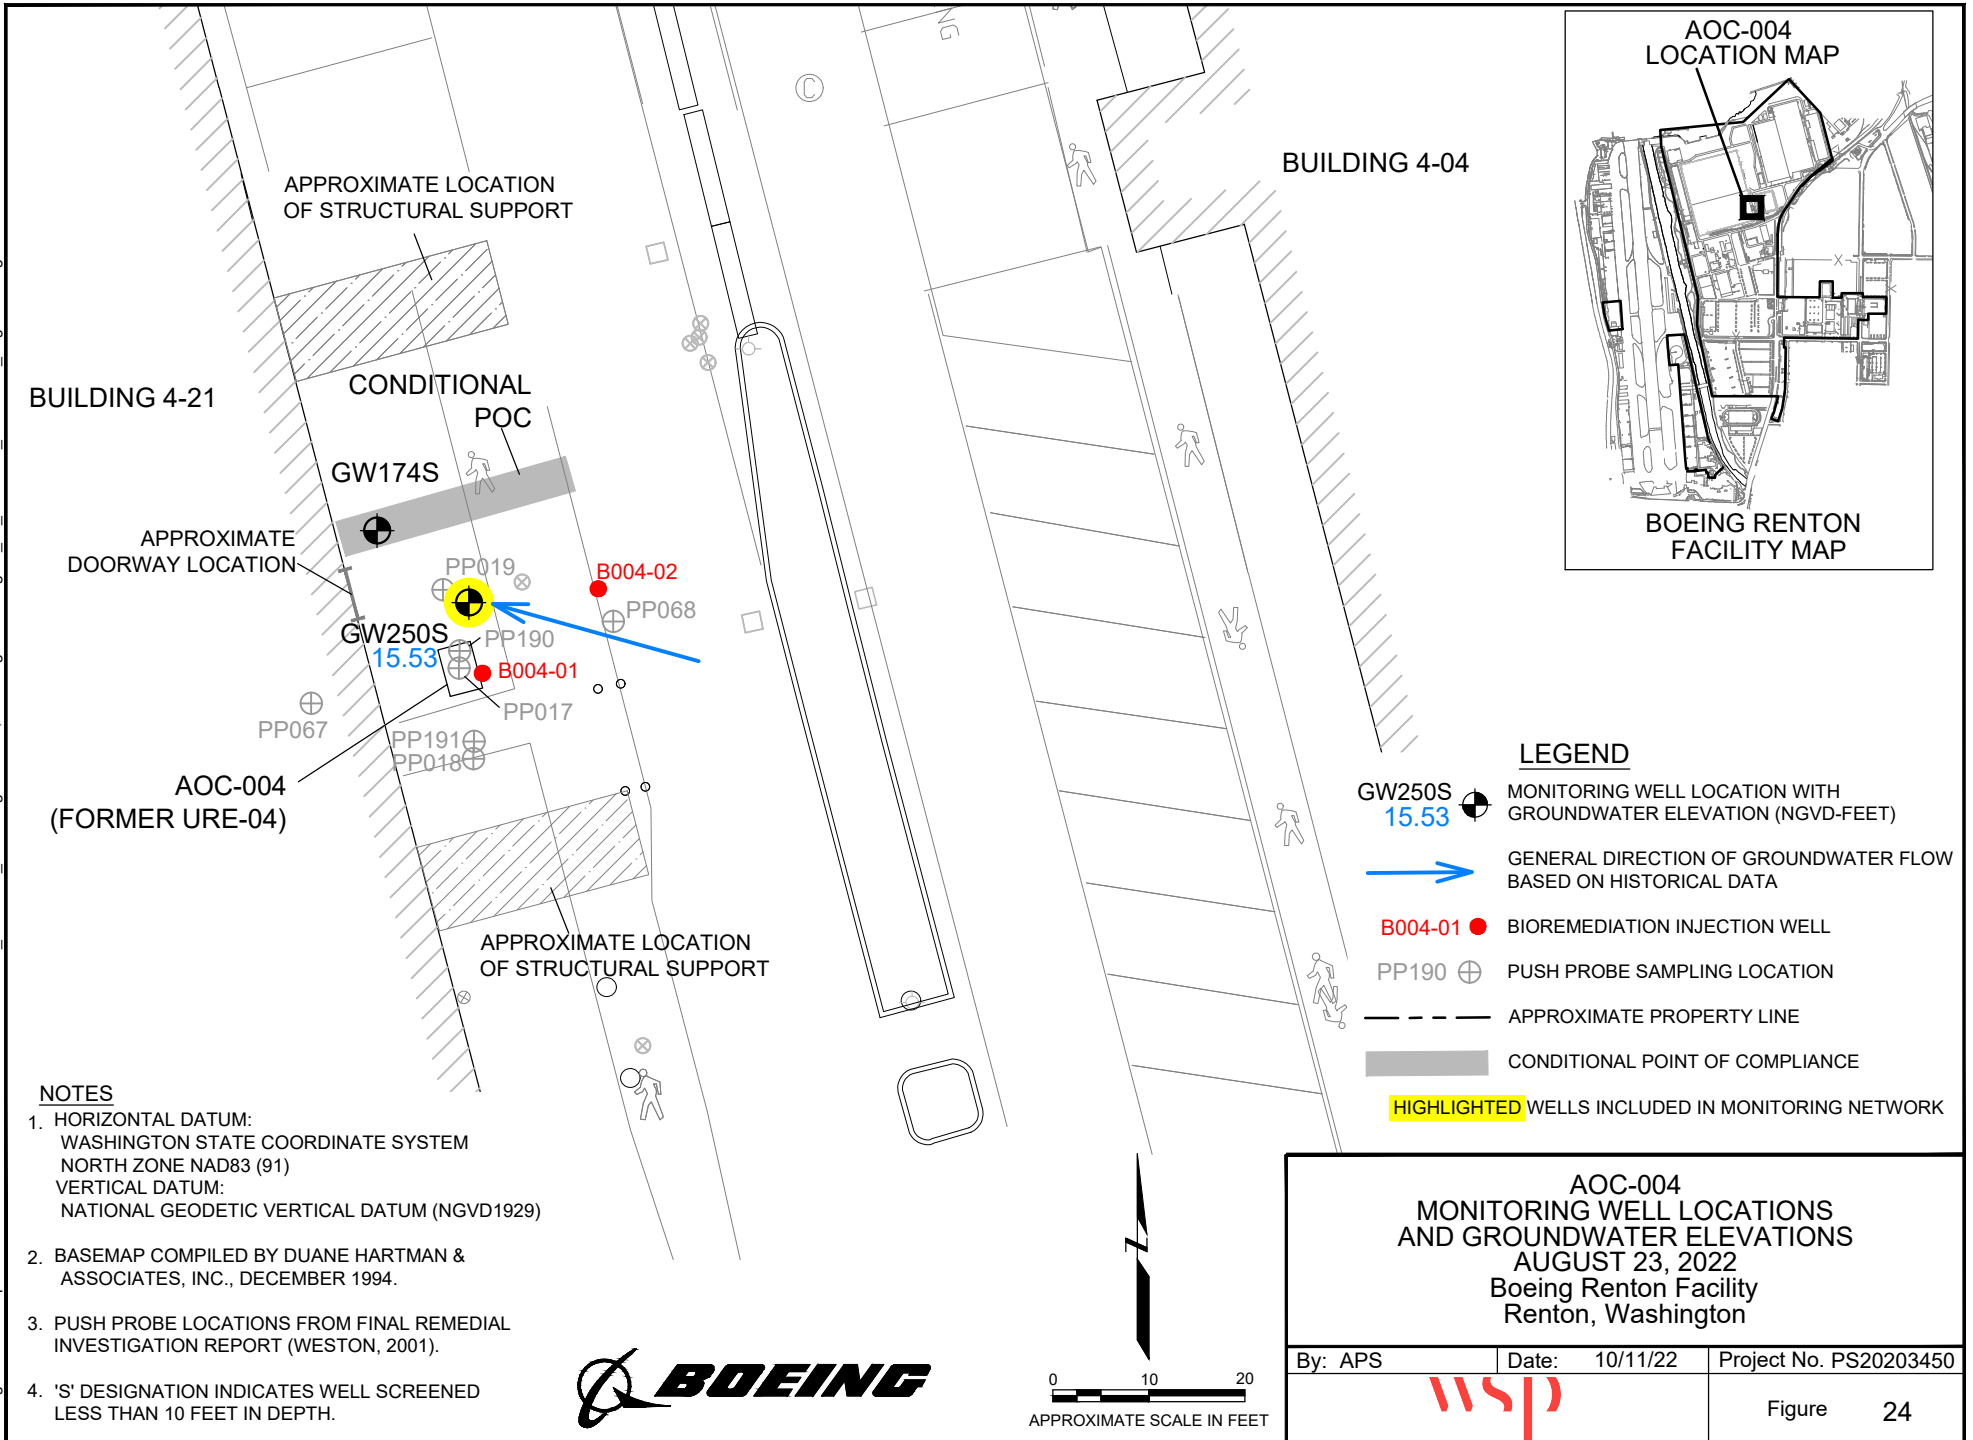 AOC-004
LOCATION MAP
BOEING RENTON
FACILITY MAP
NG
C
BUILDING 4-04
APPROXIMATE LOCATION
OF STRUCTURAL SUPPORT
BUILDING 4-21
CONDITIONAL
POC
GW174S
APPROXIMATE
DOORWAY LOCATION
PP019
B004-02
PP068
GW250S
15.53
PP190
B004-01
PP017
PP067
PP191
PP018
AOC-004
(FORMER URE-04)
APPROXIMATE LOCATION
OF STRUCTURAL SUPPORT
LEGEND
GW250S
15.53
MONITORING WELL LOCATION WITH
GROUNDWATER ELEVATION (NGVD-FEET)
GENERAL DIRECTION OF GROUNDWATER FLOW
BASED ON HISTORICAL DATA
B004-01 BIOREMEDIATION INJECTION WELL
PP190 PUSH PROBE SAMPLING LOCATION
APPROXIMATE PROPERTY LINE
CONDITIONAL POINT OF COMPLIANCE
HIGHLIGHTED WELLS INCLUDED IN MONITORING NETWORK
NOTES
1. HORIZONTAL DATUM:
WASHINGTON STATE COORDINATE SYSTEM
NORTH ZONE NAD83 (91)
VERTICAL DATUM:
NATIONAL GEODETIC VERTICAL DATUM (NGVD1929)
2. BASEMAP COMPILED BY DUANE HARTMAN &
ASSOCIATES, INC., DECEMBER 1994.
3. PUSH PROBE LOCATIONS FROM FINAL REMEDIAL
INVESTIGATION REPORT (WESTON, 2001).
4. 'S' DESIGNATION INDICATES WELL SCREENED
LESS THAN 10 FEET IN DEPTH.
BOEING
N
0 10 20
APPROXIMATE SCALE IN FEET
AOC-004
MONITORING WELL LOCATIONS
AND GROUNDWATER ELEVATIONS
AUGUST 23, 2022
Boeing Renton Facility
Renton, Washington
By: APS Date: 10/11/22 Project No. PS20203450
wsp
Figure 24